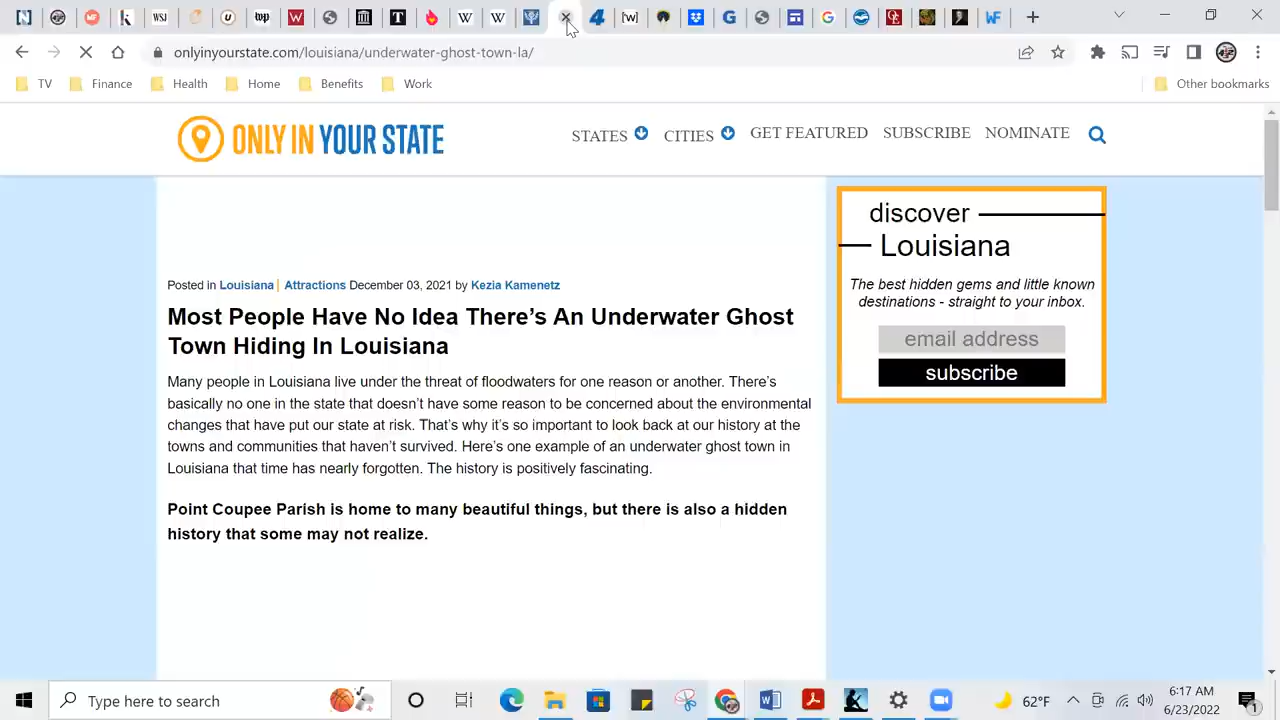 onlyinyourstate.com/louisiana/underwater-ghost-town-la/
TV Finance Health Home Benefits Work Other bookmarks
ONLY IN YOUR STATE
STATES CITIES GET FEATURED SUBSCRIBE NOMINATE
discover
Louisiana
The best hidden gems and little known
destinations - straight to your inbox.
email address
subscribe
Posted in Louisiana | Attractions December 03, 2021 by Kezia Kamenetz
Most People Have No Idea There's An Underwater Ghost
Town Hiding In Louisiana
Many people in Louisiana live under the threat of floodwaters for one reason or another. There's
basically no one in the state that doesn't have some reason to be concerned about the environmental
changes that have put our state at risk. That's why it's so important to look back at our history at the
towns and communities that haven't survived. Here's one example of an underwater ghost town in
Louisiana that time has nearly forgotten. The history is positively fascinating.
Point Coupee Parish is home to many beautiful things, but there is also a hidden
history that some may not realize.
Type here to search
62°F
6:17 AM
6/23/2022
1